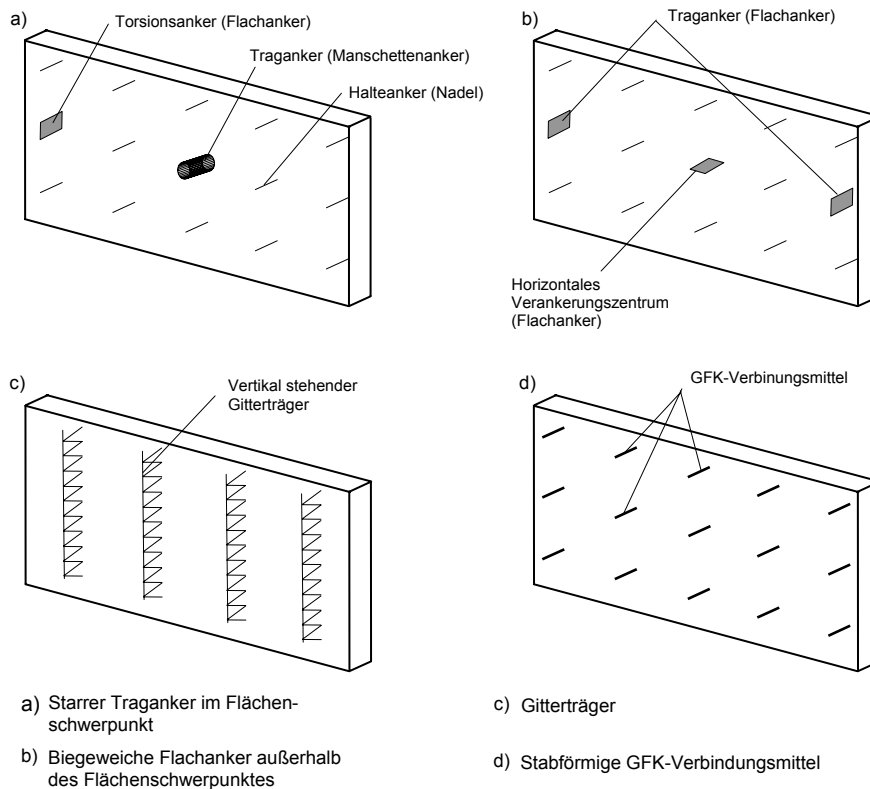 a)
Torsionsanker (Flachanker)
Traganker (Manschettenanker)
Halteanker (Nadel)
b)
Traganker (Flachanker)
Horizontales
Verankerungszentrum
(Flachanker)
c)
Vertikal stehender
Gitterträger
d)
GFK-Verbinungsmittel
a) Starrer Traganker im Flächen-
schwerpunkt
b) Biegeweiche Flachanker außerhalb
des Flächenschwerpunktes
c) Gitterträger
d) Stabförmige GFK-Verbindungsmittel